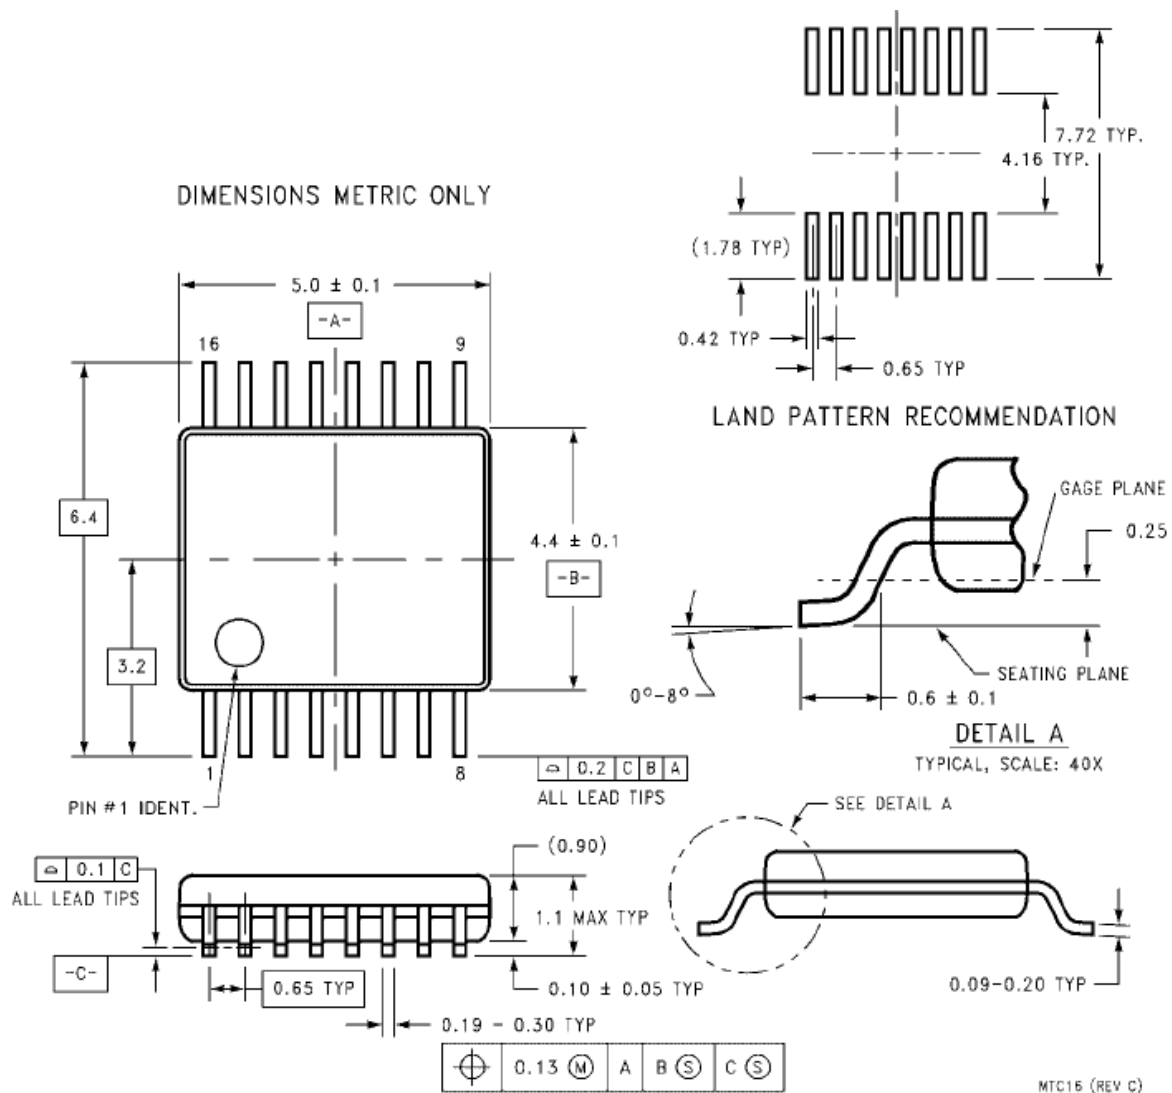 7.72 TYP.
4.16 TYP.
DIMENSIONS METRIC ONLY
(1.78 TYP)
5.0 ± 0.1
-A-
0.42 TYP
0.65 TYP
16
9
LAND PATTERN RECOMMENDATION
GAGE PLANE
6.4
0.25
4.4 ± 0.1
-B-
3.2
SEATING PLANE
0°-8°
0.6 ± 0.1
DETAIL A
TYPICAL, SCALE: 40X
1
8
⌓ 0.2 C B A
ALL LEAD TIPS
PIN #1 IDENT.
SEE DETAIL A
(0.90)
⌓ 0.1 C
ALL LEAD TIPS
1.1 MAX TYP
-C-
0.65 TYP
0.10 ± 0.05 TYP
0.09-0.20 TYP
0.19 - 0.30 TYP
⌖ 0.13 Ⓜ A B Ⓢ C Ⓢ
MTC16 (REV C)